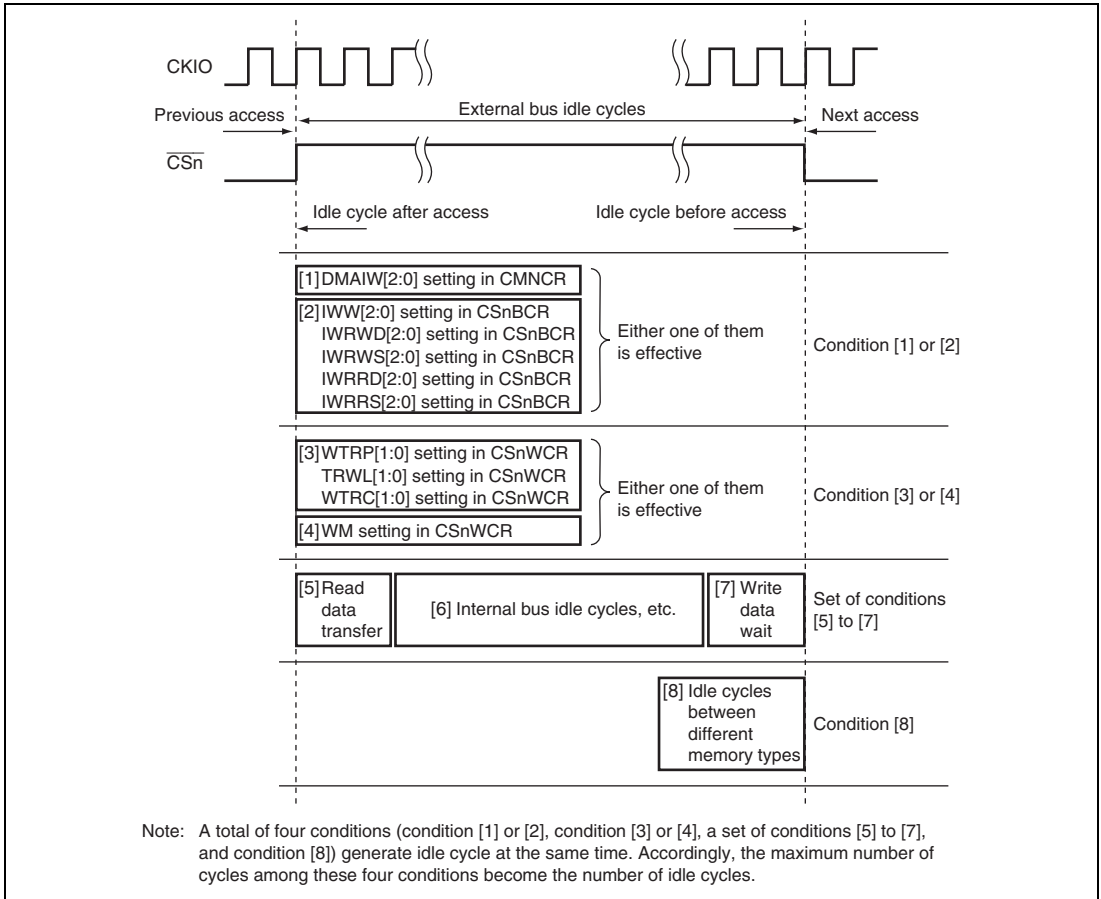 CKIO
Previous access
External bus idle cycles
Next access
CSn
Idle cycle after access
Idle cycle before access
[1] DMAIW[2:0] setting in CMNCR
[2] IWW[2:0] setting in CSnBCR
IWRWD[2:0] setting in CSnBCR
IWRWS[2:0] setting in CSnBCR
IWRRD[2:0] setting in CSnBCR
IWRRS[2:0] setting in CSnBCR
Either one of them
is effective
Condition [1] or [2]
[3] WTRP[1:0] setting in CSnWCR
TRWL[1:0] setting in CSnWCR
WTRC[1:0] setting in CSnWCR
[4] WM setting in CSnWCR
Either one of them
is effective
Condition [3] or [4]
[5] Read
data
transfer
[6] Internal bus idle cycles, etc.
[7] Write
data
wait
Set of conditions
[5] to [7]
[8] Idle cycles
between
different
memory types
Condition [8]
Note: A total of four conditions (condition [1] or [2], condition [3] or [4], a set of conditions [5] to [7],
and condition [8]) generate idle cycle at the same time. Accordingly, the maximum number of
cycles among these four conditions become the number of idle cycles.